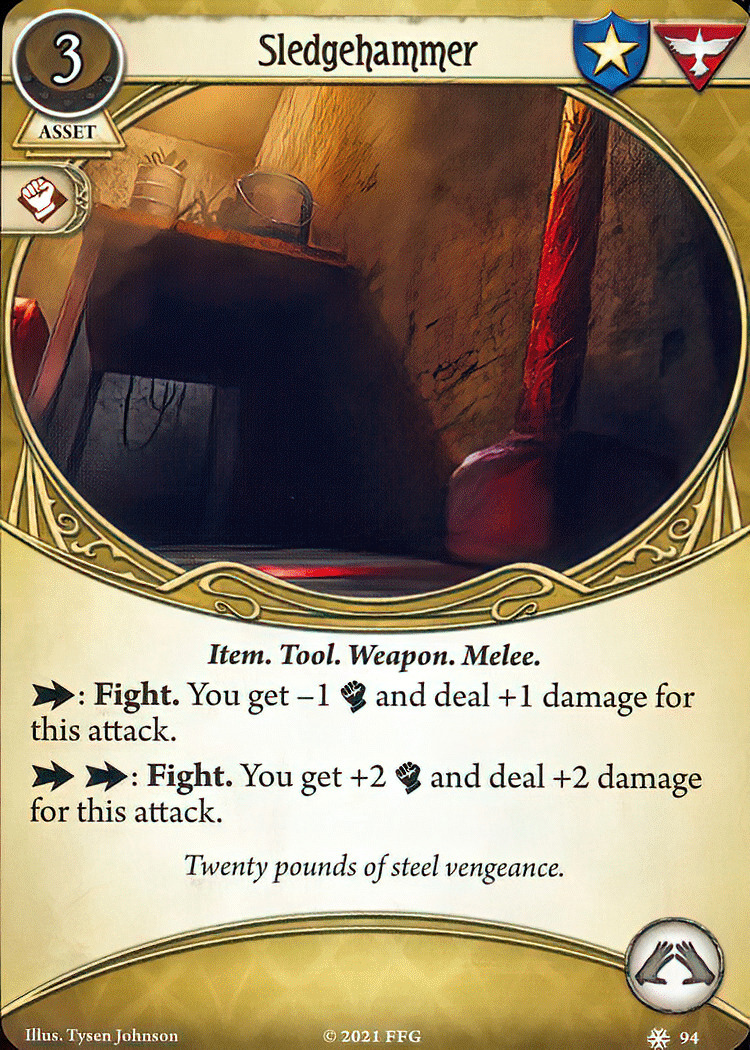 3
Sledgehammer
ASSET
Item. Tool. Weapon. Melee.
: Fight. You get –1 and deal +1 damage for
this attack.
: Fight. You get +2 and deal +2 damage
for this attack.
Twenty pounds of steel vengeance.
Illus. Tysen Johnson
© 2021 FFG
94